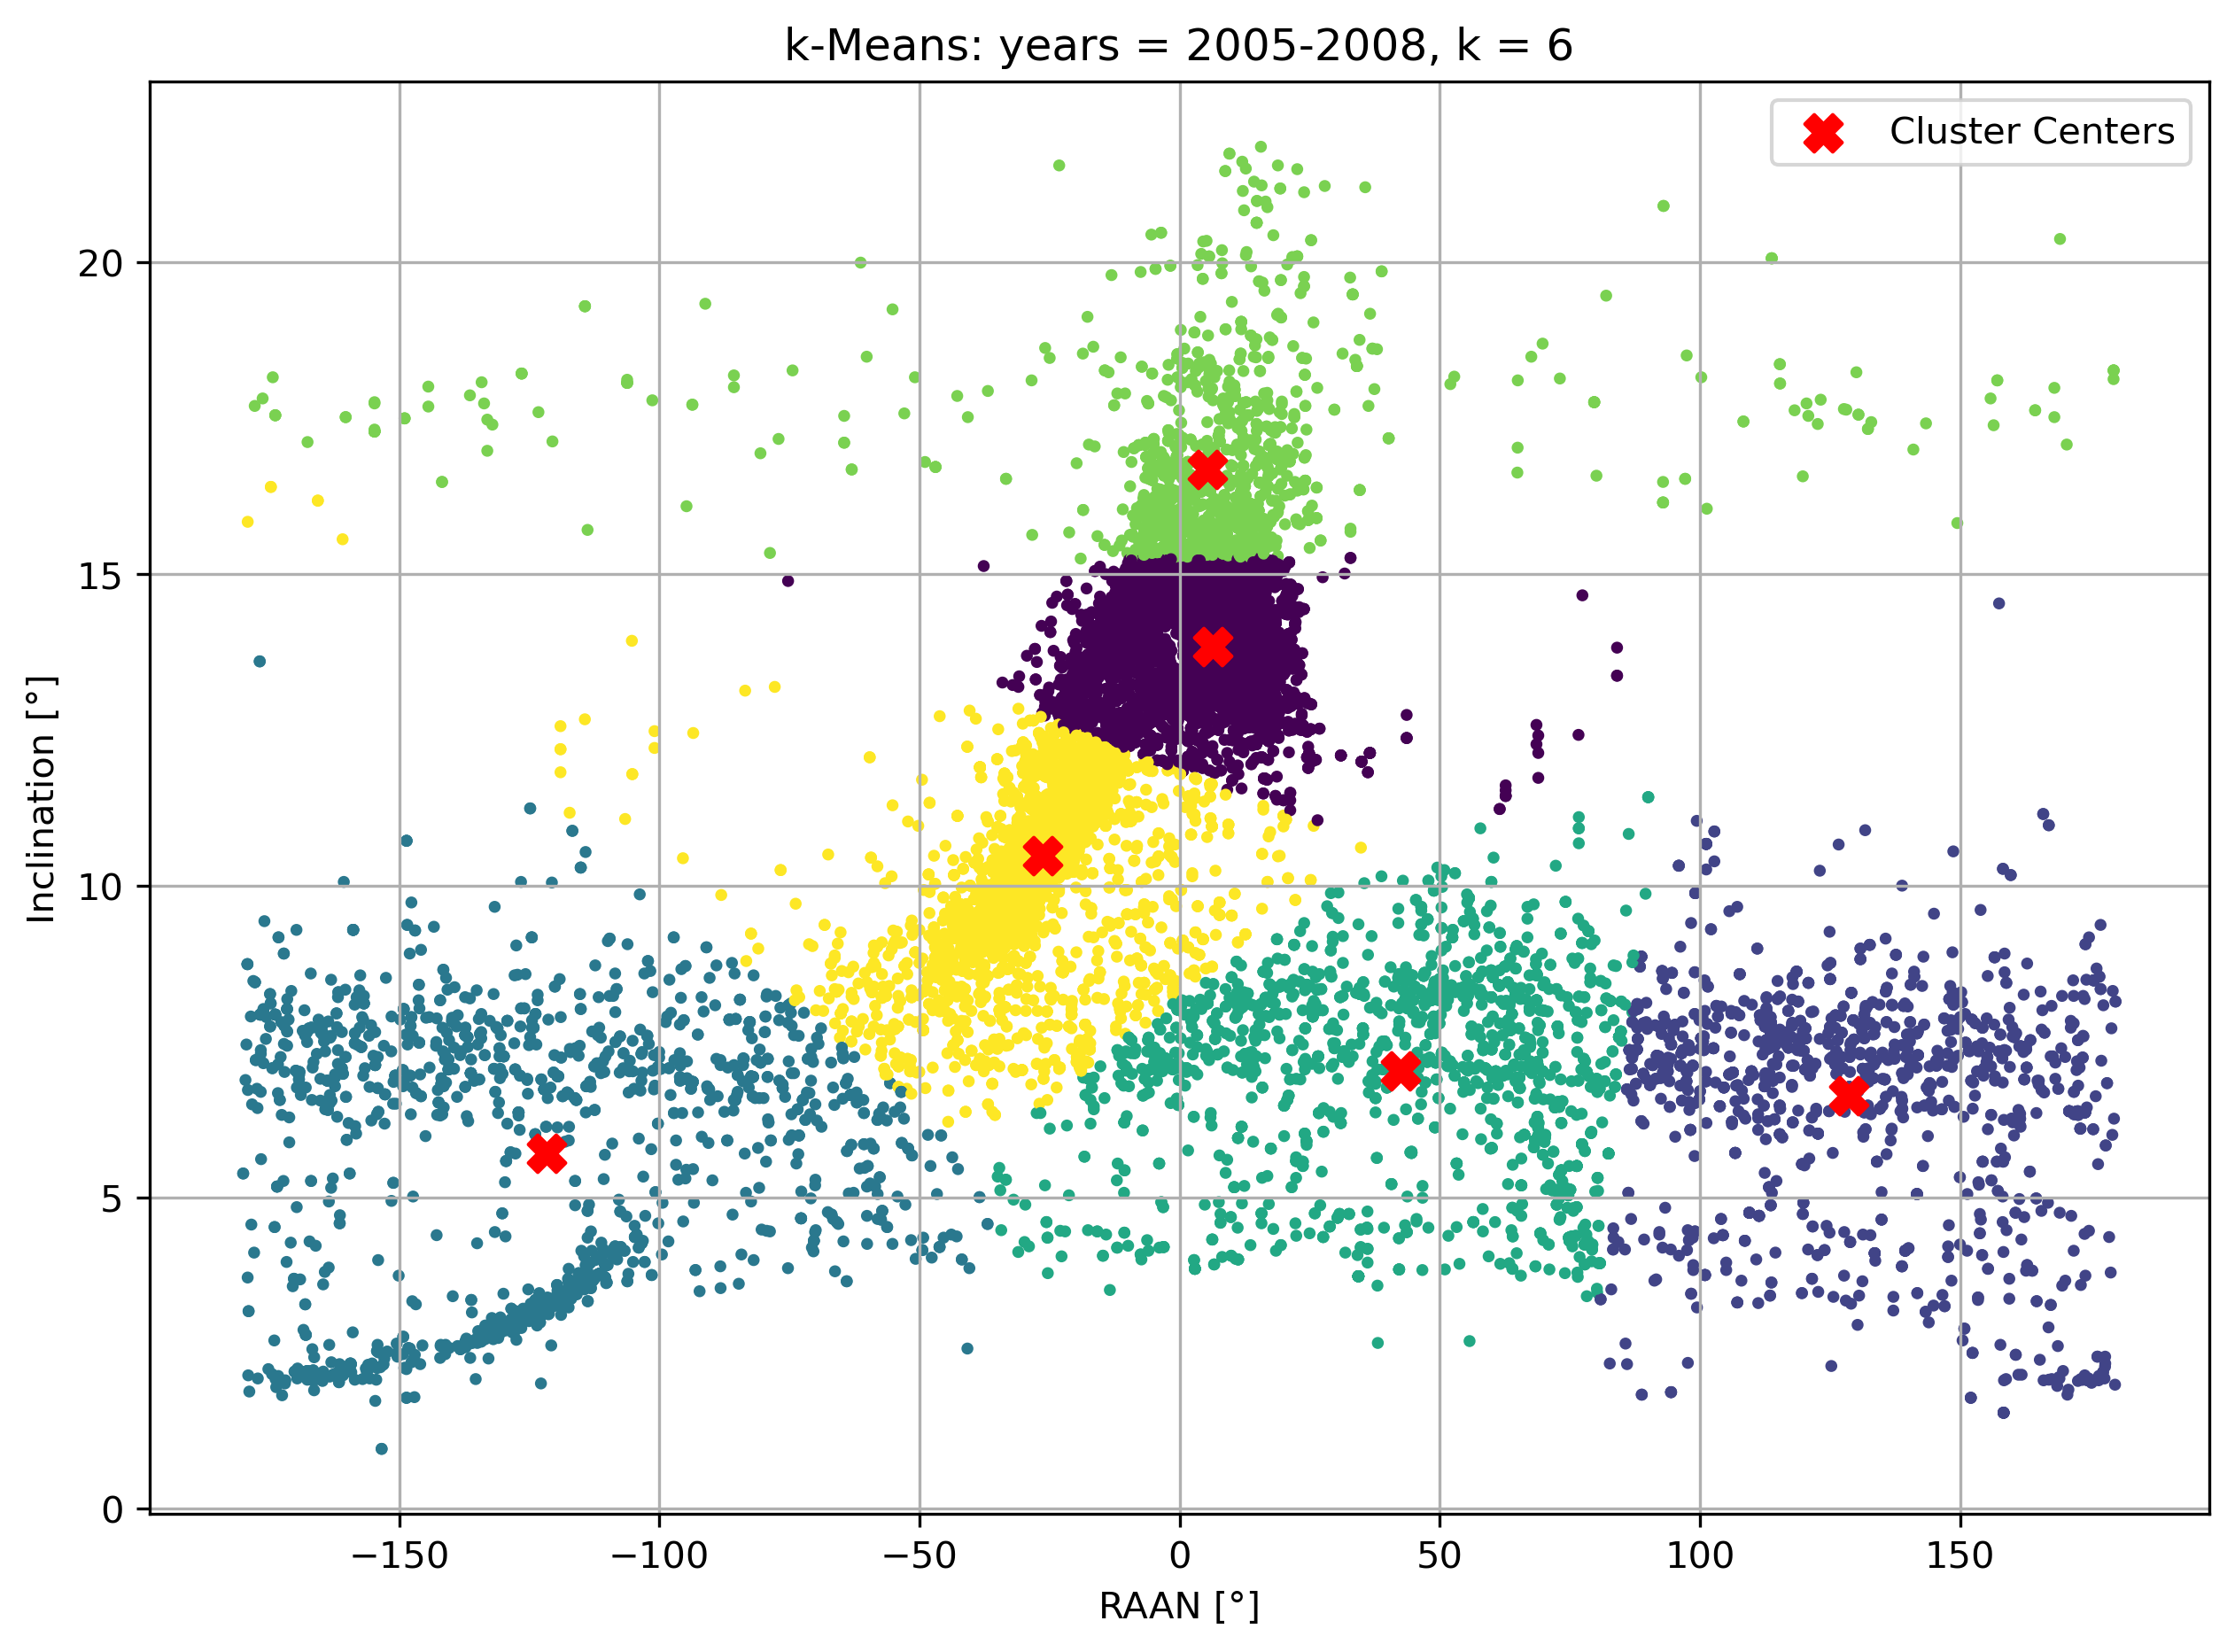 k-Means: years = 2005-2008, k = 6
Cluster Centers
20
15
10
5
0
Inclination [°]
−150 −100 −50 0 50 100 150
RAAN [°]